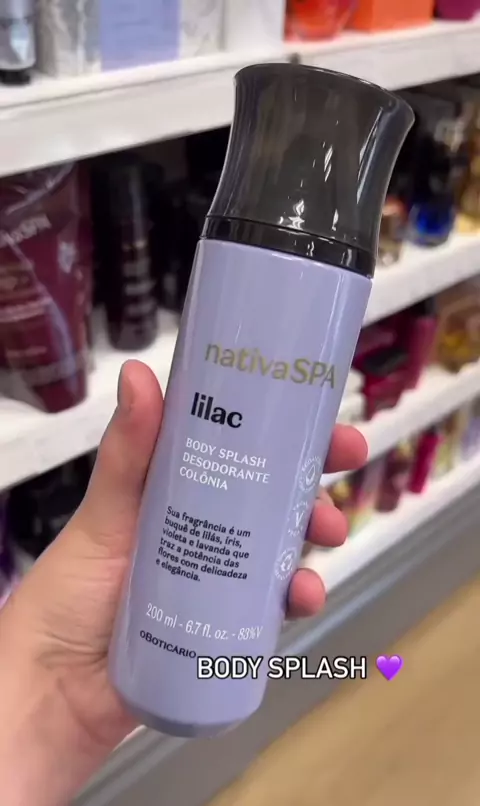 nativaSPA
lilac
BODY SPLASH
DESODORANTE
COLÔNIA
Sua fragrância é um
buquê de lilás, íris,
violeta e lavanda que
traz a potência das
flores com delicadeza
e elegância.
200 ml - 6.7 fl. oz. - 83%V
oBOTICARIO
BODY SPLASH 💜